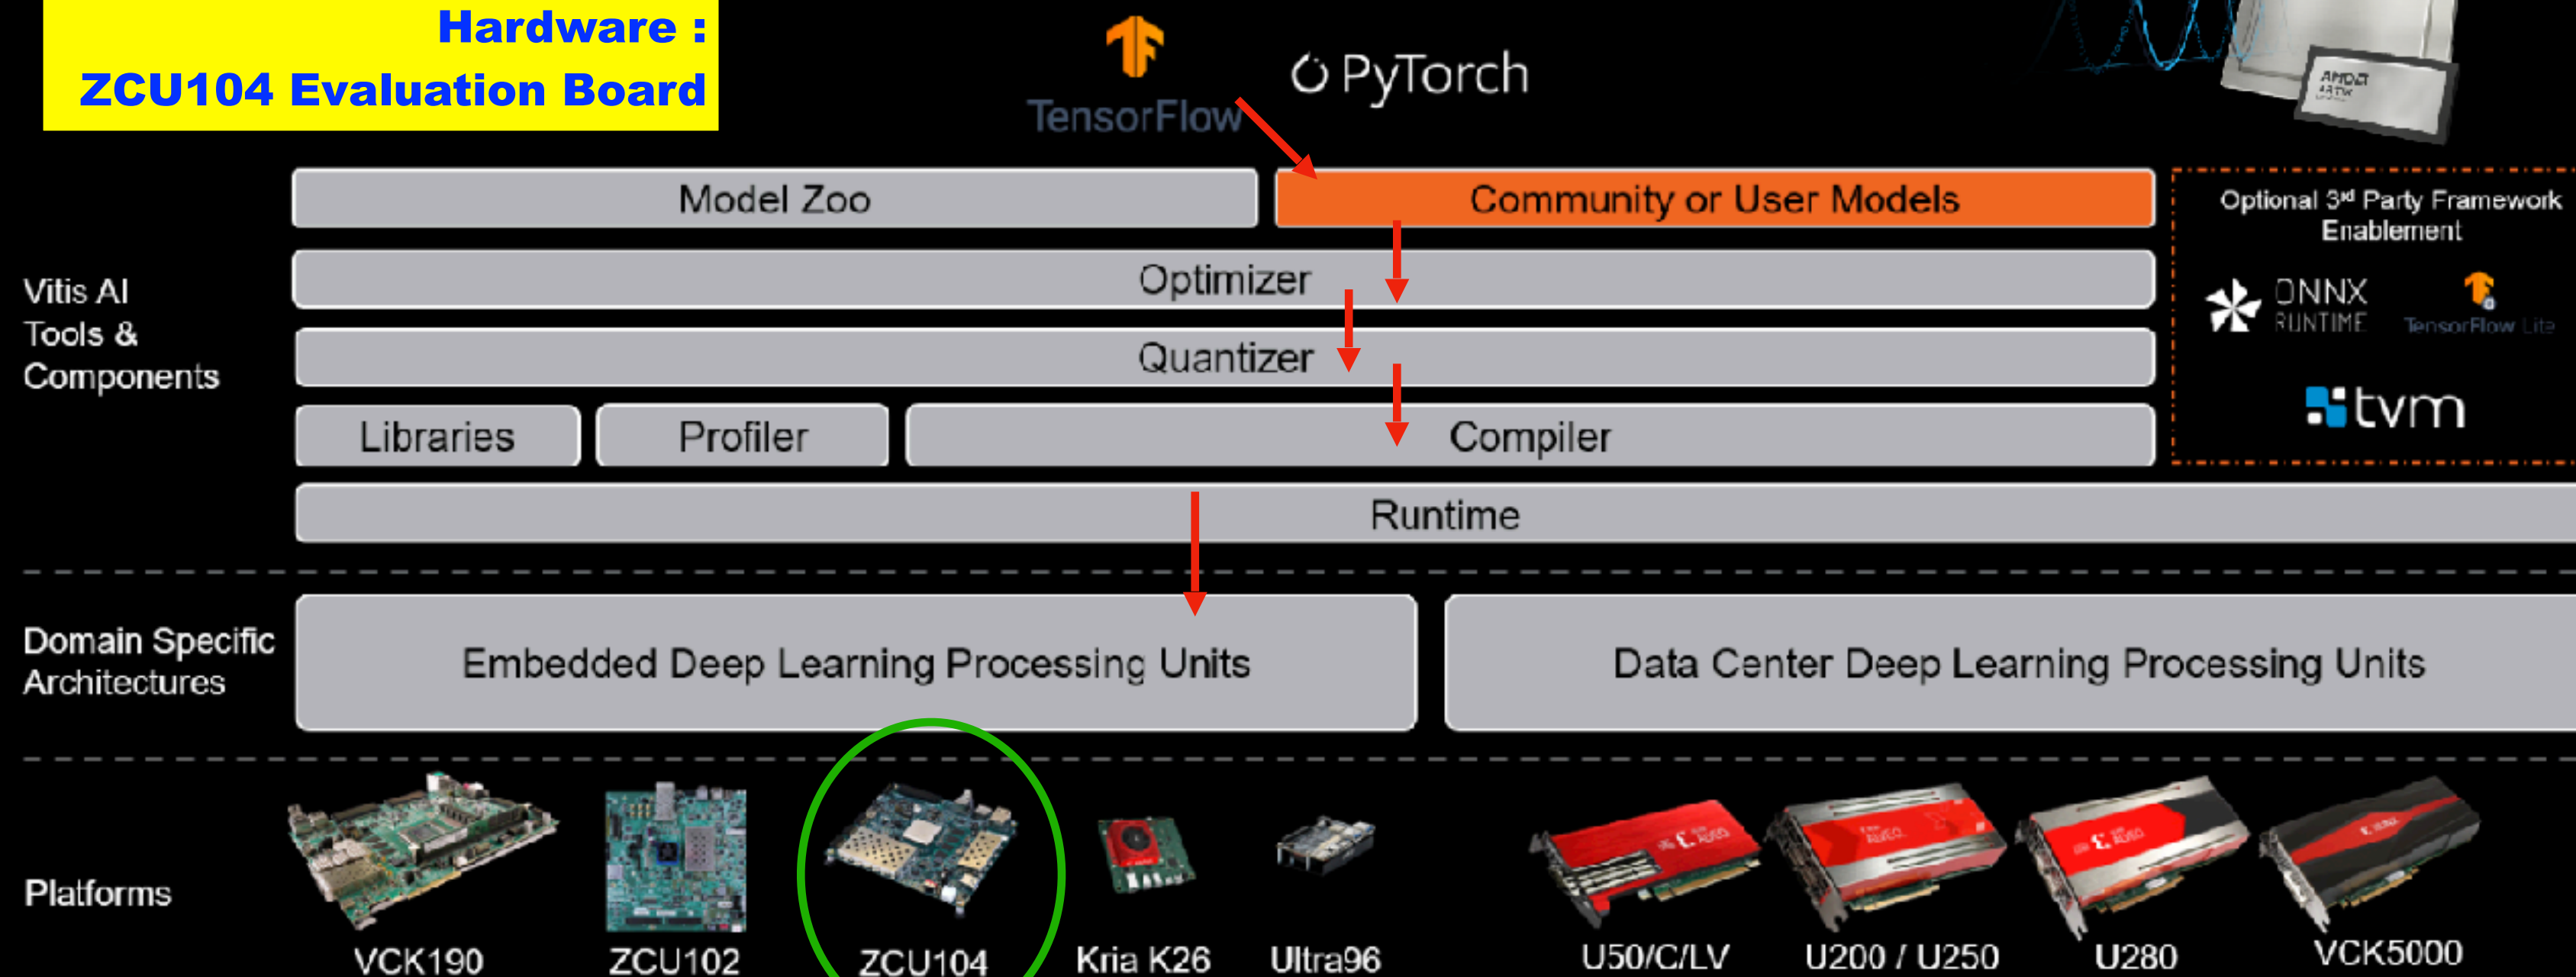 Hardware :
ZCU104 Evaluation Board
TensorFlow
PyTorch
Model Zoo
Community or User Models
Optional 3rd Party Framework
Enablement
Optimizer
ONNX
RUNTIME
TensorFlow Lite
Vitis AI
Tools &
Components
Quantizer
tvm
Libraries
Profiler
Compiler
Runtime
Domain Specific
Architectures
Embedded Deep Learning Processing Units
Data Center Deep Learning Processing Units
Platforms
VCK190
ZCU102
ZCU104
Kria K26
Ultra96
U50/C/LV
U200 / U250
U280
VCK5000